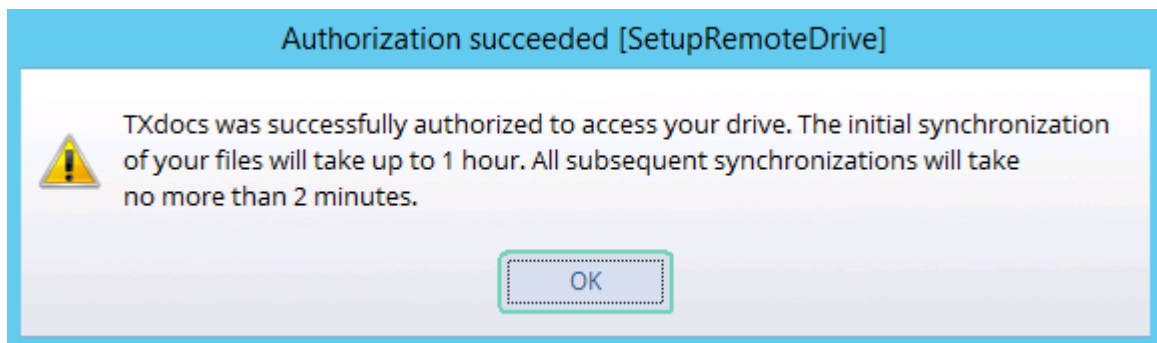 Authorization succeeded [SetupRemoteDrive]
TXdocs was successfully authorized to access your drive. The initial synchronization
of your files will take up to 1 hour. All subsequent synchronizations will take
no more than 2 minutes.
OK